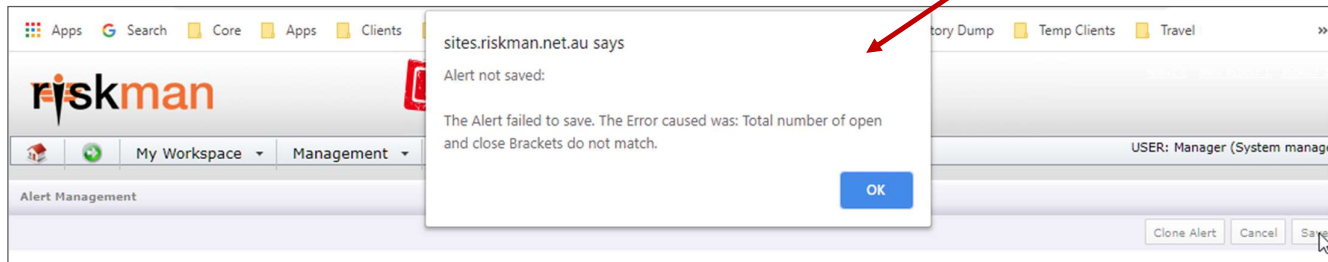 Apps Search Core Apps Clients
tory Dump Temp Clients Travel »
sites.riskman.net.au says
Alert not saved:
The Alert failed to save. The Error caused was: Total number of open
and close Brackets do not match.
OK
riskman
My Workspace Management
USER: Manager (System manage
Alert Management
Clone Alert Cancel Save